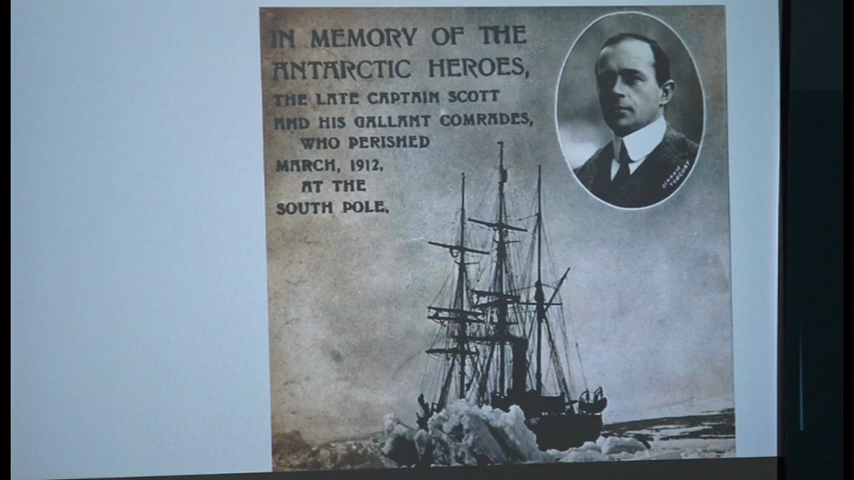 IN MEMORY OF THE
ANTARCTIC HEROES,
THE LATE CAPTAIN SCOTT
AND HIS GALLANT COMRADES,
WHO PERISHED
MARCH, 1912,
AT THE
SOUTH POLE.
TORQUAY